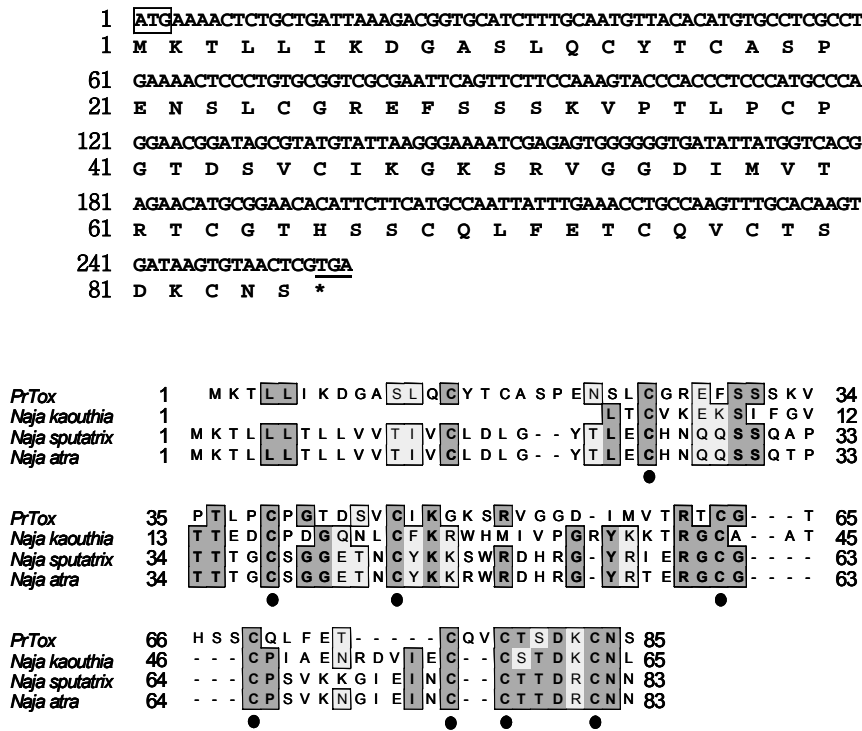 1 ATGAAAACTCTGCTGATTAAAGACGGTGCATCTTTGCAATGTTACACATGTGCCTCGCCT
1 M K T L L I K D G A S L Q C Y T C A S P
61 GAAAACTCCCTGTGCGGTCGCGAATTCAGTTCTTCCAAAGTACCCACCCTCCCATGCCCA
21 E N S L C G R E F S S S K V P T L P C P
121 GGAACGGATAGCGTATGTATTAAGGGAAAATCGAGAGTGGGGGGTGATATTATGGTCACG
41 G T D S V C I K G K S R V G G D I M V T
181 AGAACATGCGGAACACATTCTTCATGCCAATTATTTGAAACCTGCCAAGTTTGCACAAGT
61 R T C G T H S S C Q L F E T C Q V C T S
241 GATAAGTGTAACTCGTGA
81 D K C N S *
PrTox 1 M K T L L I K D G A S L Q C Y T C A S P E N S L C G R E F S S S K V 34
Naja kaouthia 1 L T C V K E K S I F G V 12
Naja sputatrix 1 M K T L L L T L L V V T I V C L D L G - - Y T L E C H N Q Q S S Q A P 33
Naja atra 1 M K T L L L T L L V V T I V C L D L G - - Y T L E C H N Q Q S S Q T P 33
PrTox 35 P T L P C P G T D S V C I K G K S R V G G D - I M V T R T C G - - - T 65
Naja kaouthia 13 T T E D C P D G Q N L C F K R W H M I V P G R Y K K T R G C A - - A T 45
Naja sputatrix 34 T T T G C S G G E T N C Y K K S W R D H R G - Y R I E R G C G - - - - 63
Naja atra 34 T T T G C S G G E T N C Y K K R W R D H R G - Y R T E R G C G - - - - 63
PrTox 66 H S S C Q L F E T - - - - - C Q V C T S D K C N S 85
Naja kaouthia 46 - - - C P I A E N R D V I E C - - C S T D K C N L 65
Naja sputatrix 64 - - - C P S V K K G I E I N C - - C T T D R C N N 83
Naja atra 64 - - - C P S V K N G I E I N C - - C T T D R C N N 83